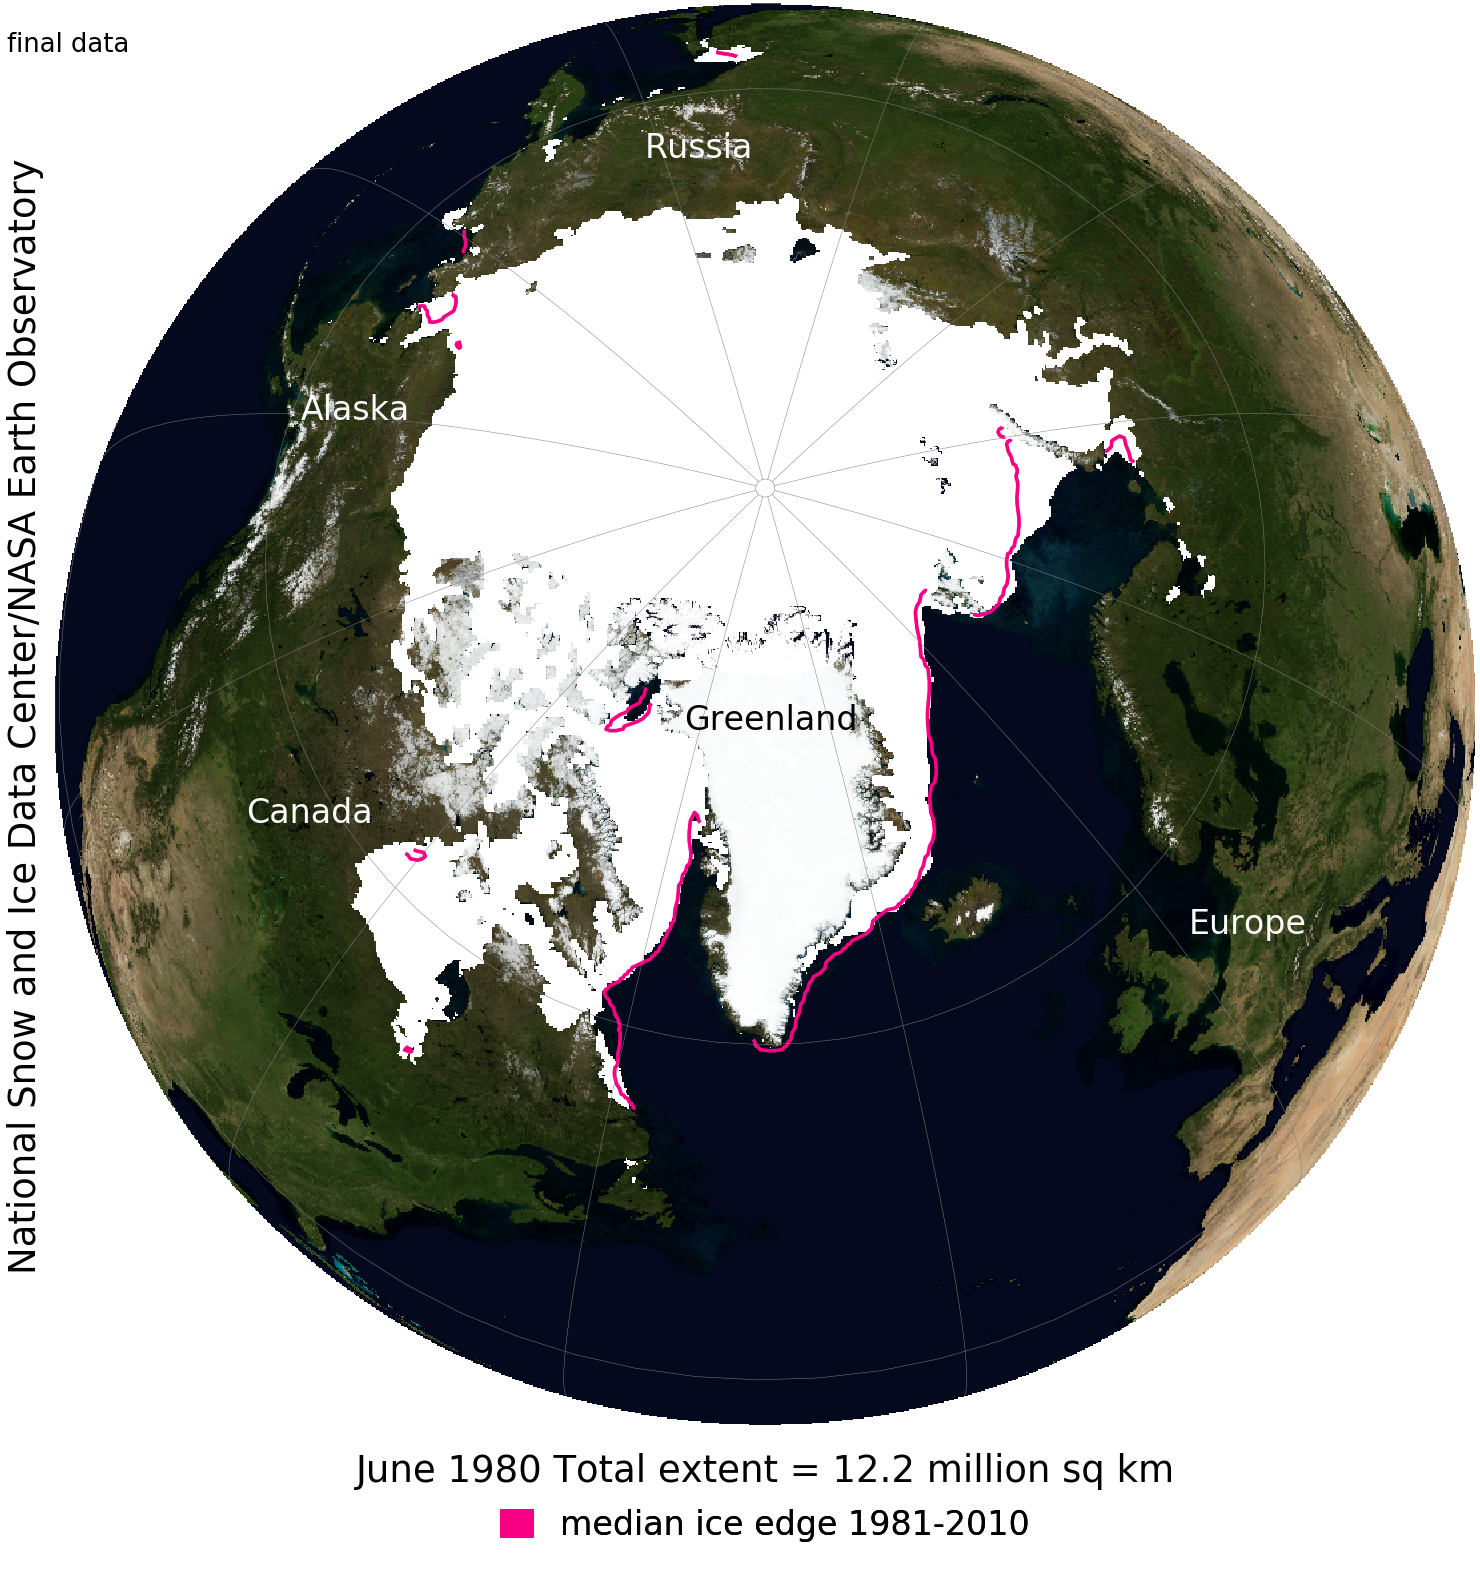 final data
National Snow and Ice Data Center/NASA Earth Observatory
Russia
Alaska
Greenland
Canada
Europe
June 1980 Total extent = 12.2 million sq km
median ice edge 1981-2010